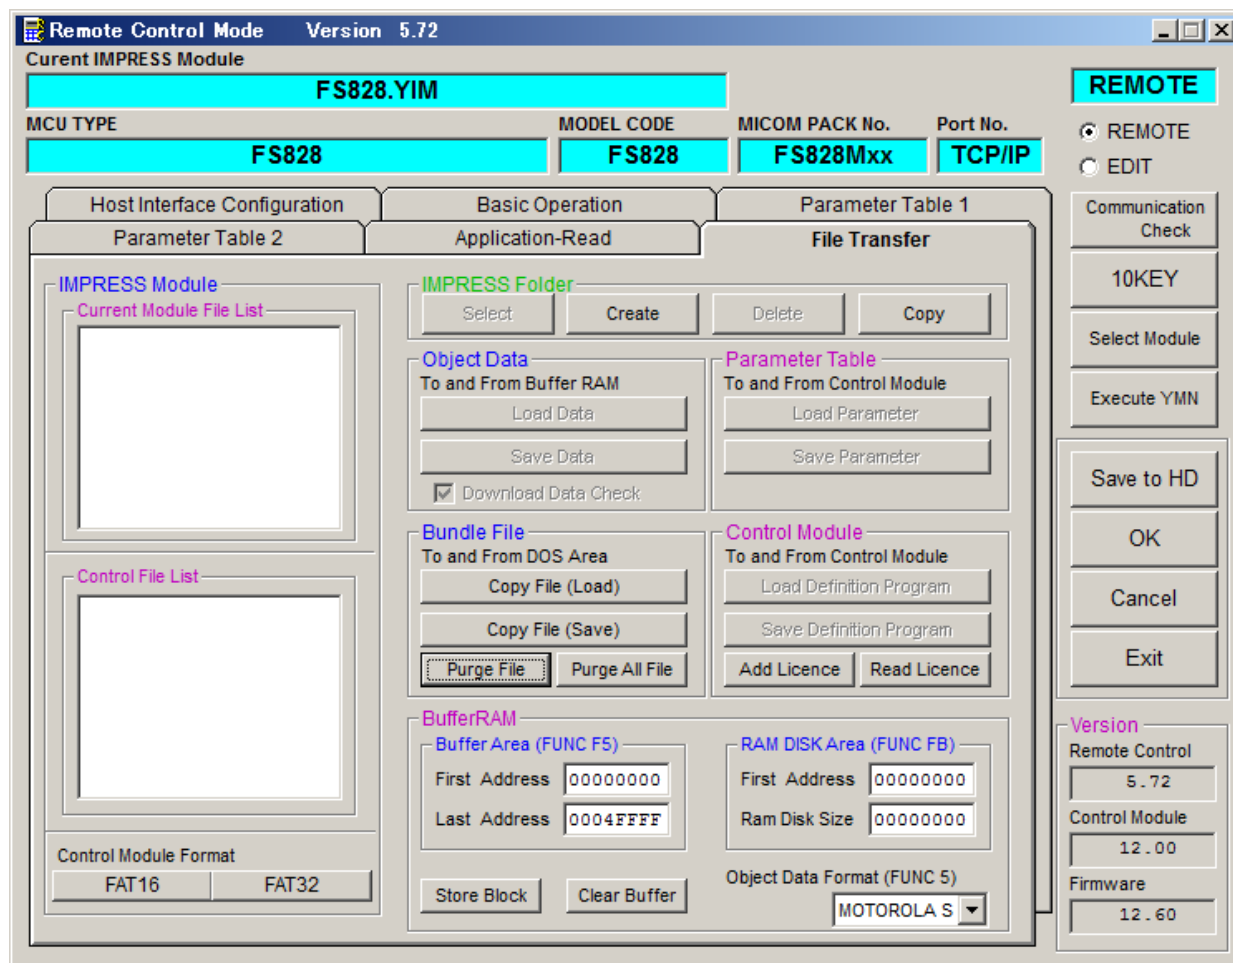 Remote Control Mode Version 5.72
Curent IMPRESS Module
FS828.YIM
REMOTE
MCU TYPE
MODEL CODE
MICOM PACK No.
Port No.
FS828
FS828
FS828Mxx
TCP/IP
REMOTE
EDIT
Host Interface Configuration
Basic Operation
Parameter Table 1
Parameter Table 2
Application-Read
File Transfer
Communication
Check
10KEY
Select Module
Execute YMN
Save to HD
OK
Cancel
Exit
IMPRESS Module
Current Module File List
Control File List
Control Module Format
FAT16
FAT32
IMPRESS Folder
Select
Create
Delete
Copy
Object Data
To and From Buffer RAM
Load Data
Save Data
Download Data Check
Parameter Table
To and From Control Module
Load Parameter
Save Parameter
Bundle File
To and From DOS Area
Copy File (Load)
Copy File (Save)
Purge File
Purge All File
Control Module
To and From Control Module
Load Definition Program
Save Definition Program
Add Licence
Read Licence
BufferRAM
Buffer Area (FUNC F5)
First Address 00000000
Last Address 0004FFFF
RAM DISK Area (FUNC FB)
First Address 00000000
Ram Disk Size 00000000
Store Block
Clear Buffer
Object Data Format (FUNC 5)
MOTOROLA S
Version
Remote Control
5.72
Control Module
12.00
Firmware
12.60